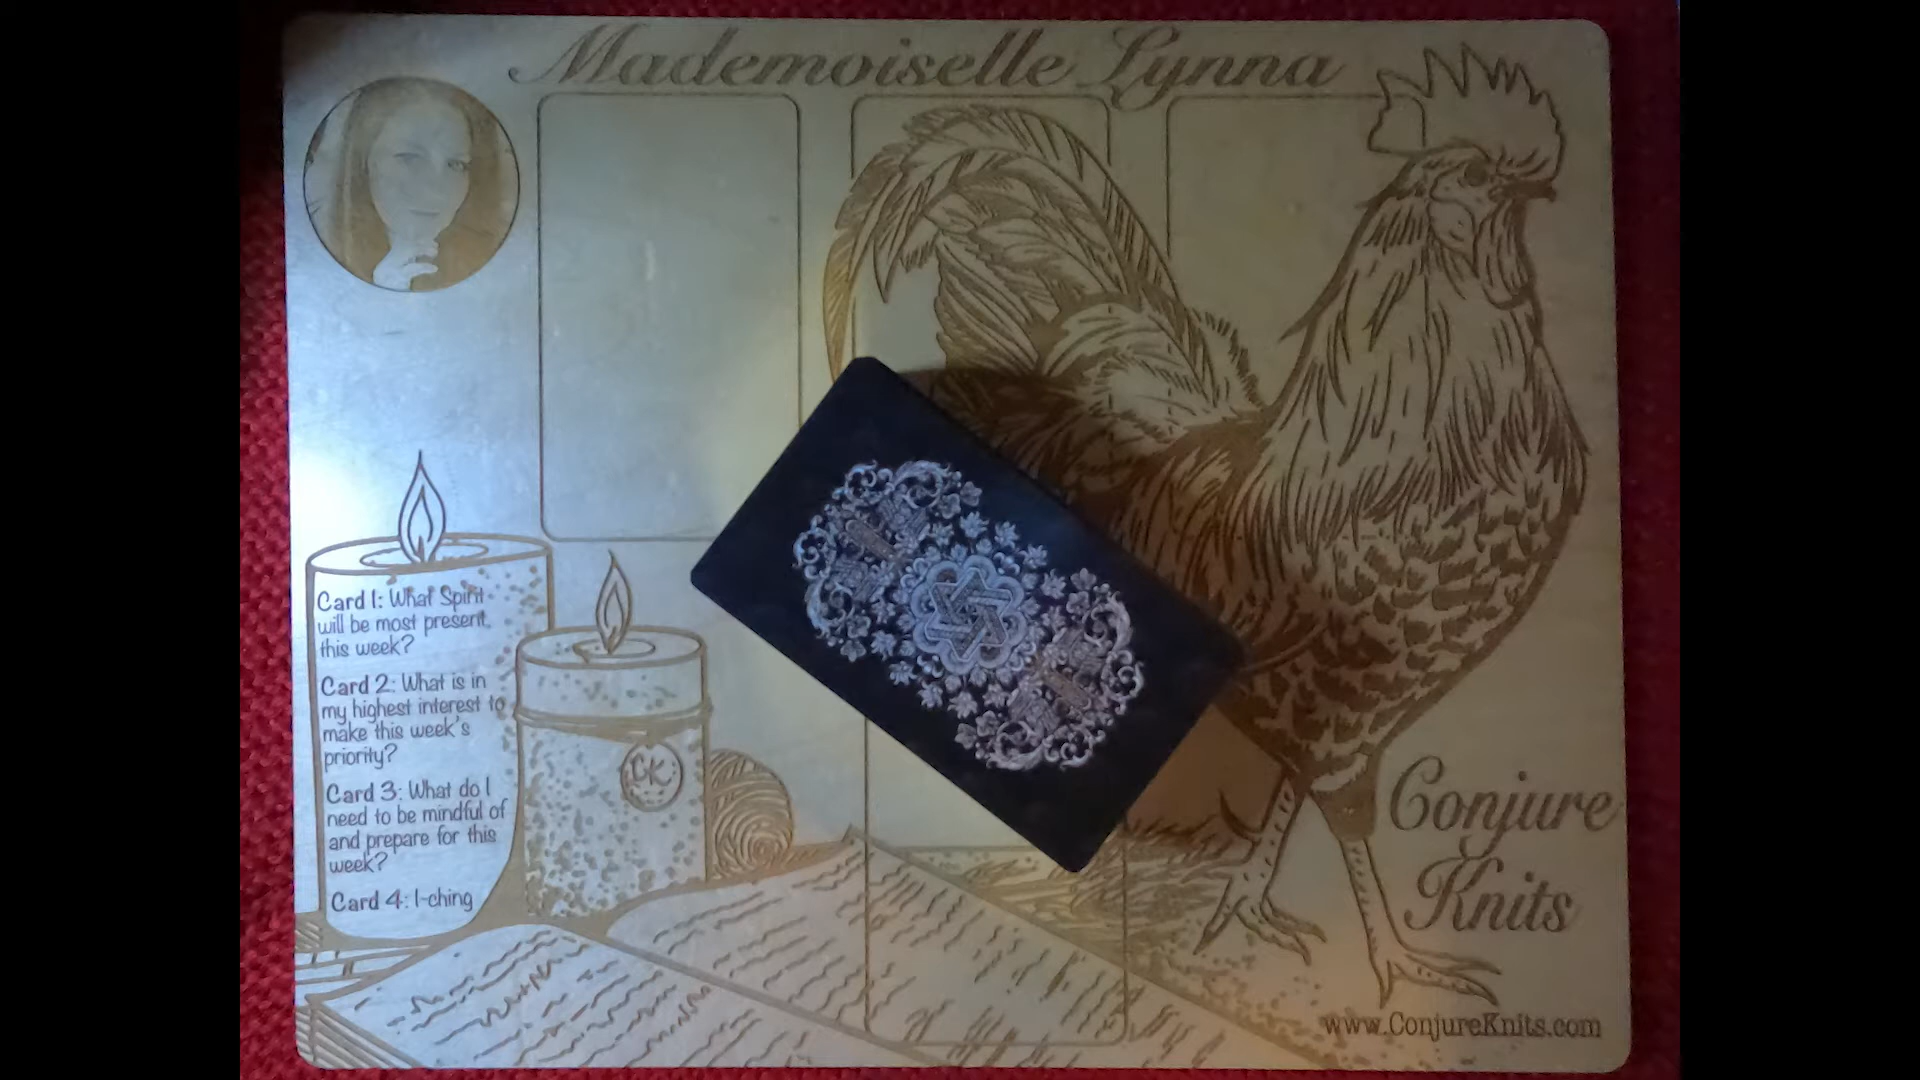 Mademoiselle Lynna
Card 1: What Spirit
will be most present
this week?
Card 2: What is in
my highest interest to
make this week's
priority?
Card 3: What do I
need to be mindful of
and prepare for this
week?
Card 4: I-ching
CK
Conjure
Knits
www.ConjureKnits.com